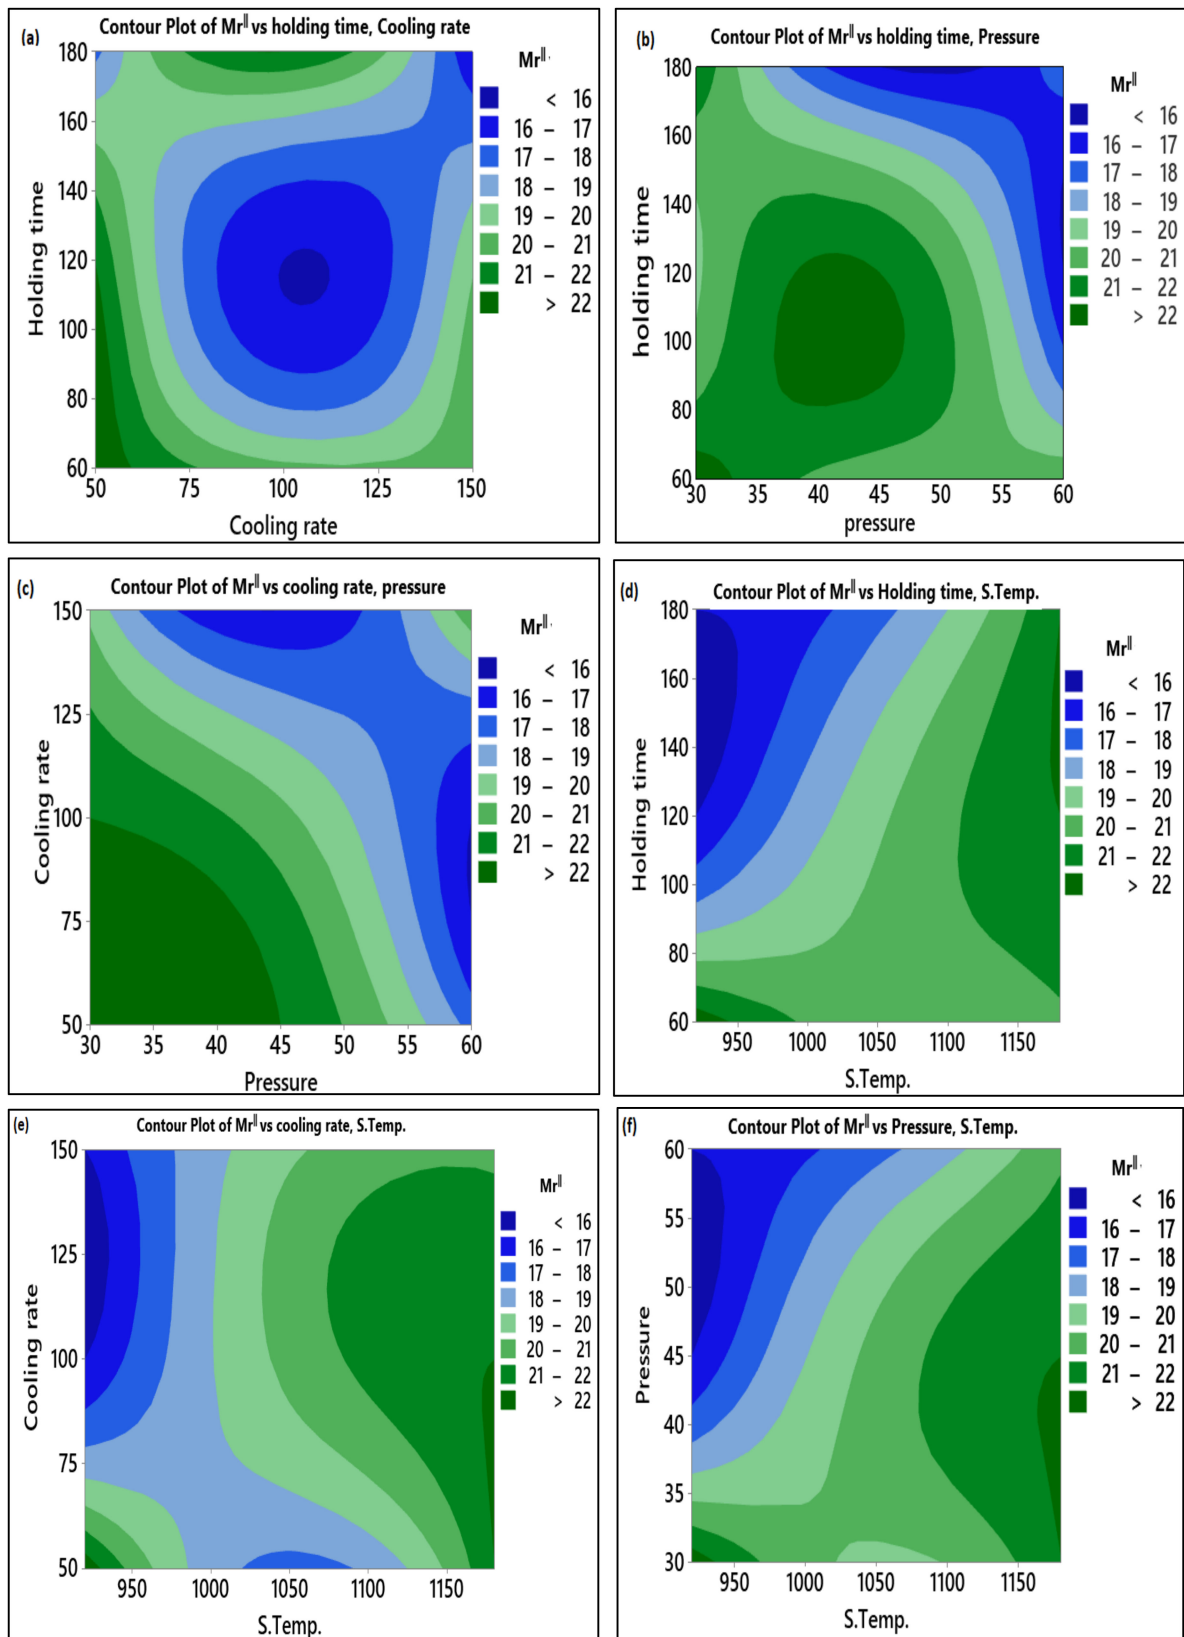 (a)
Contour Plot of Mr∥ vs holding time, Cooling rate
Mr∥.
< 16
16 – 17
17 – 18
18 – 19
19 – 20
20 – 21
21 – 22
> 22
Holding time
180
160
140
120
100
80
60
50 75 100 125 150
Cooling rate
(b)
Contour Plot of Mr∥ vs holding time, Pressure
Mr∥
< 16
16 – 17
17 – 18
18 – 19
19 – 20
20 – 21
21 – 22
> 22
holding time
180
160
140
120
100
80
60
30 35 40 45 50 55 60
pressure
(c)
Contour Plot of Mr∥ vs cooling rate, pressure
Mr∥.
< 16
16 – 17
17 – 18
18 – 19
19 – 20
20 – 21
21 – 22
> 22
Cooling rate
150
125
100
75
50
30 35 40 45 50 55 60
Pressure
(d)
Contour Plot of Mr∥ vs Holding time, S.Temp.
Mr∥
< 16
16 – 17
17 – 18
18 – 19
19 – 20
20 – 21
21 – 22
> 22
Holding time
180
160
140
120
100
80
60
950 1000 1050 1100 1150
S.Temp.
(e)
Contour Plot of Mr∥ vs cooling rate, S.Temp.
Mr∥
< 16
16 – 17
17 – 18
18 – 19
19 – 20
20 – 21
21 – 22
> 22
Cooling rate
150
125
100
75
50
950 1000 1050 1100 1150
S.Temp.
(f)
Contour Plot of Mr∥ vs Pressure, S.Temp.
Mr∥.
< 16
16 – 17
17 – 18
18 – 19
19 – 20
20 – 21
21 – 22
> 22
Pressure
60
55
50
45
40
35
30
950 1000 1050 1100 1150
S.Temp.